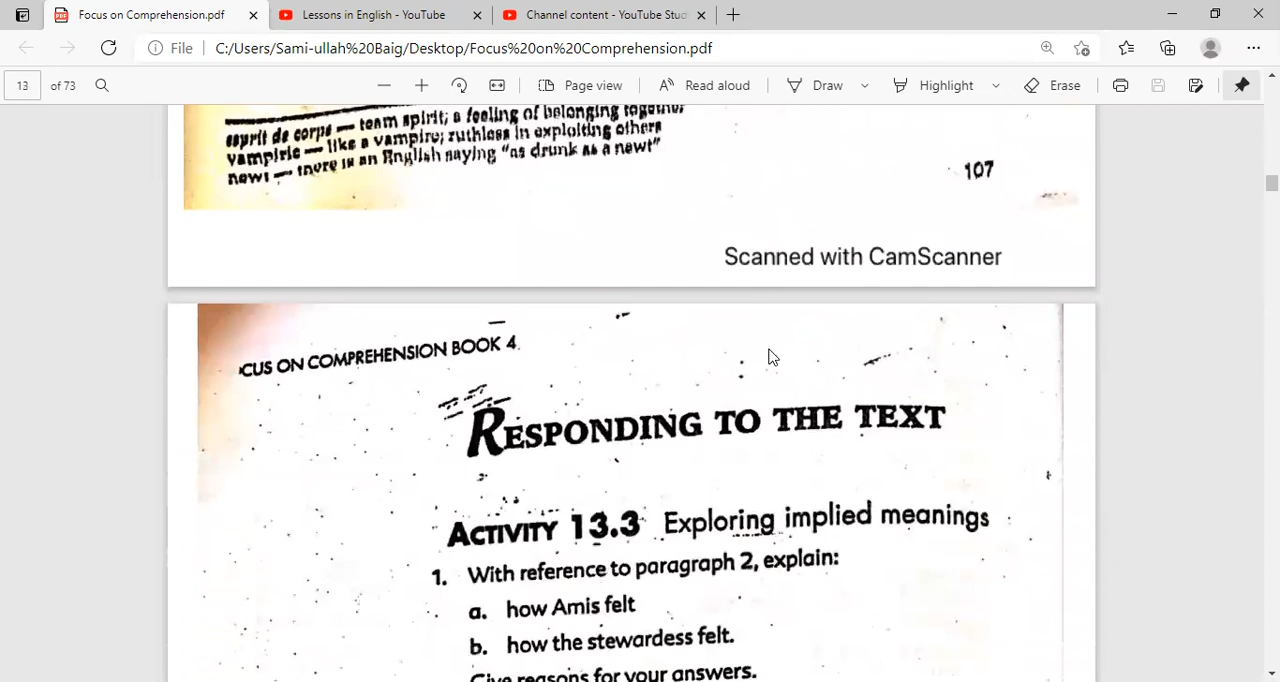 Focus on Comprehension.pdf
Lessons in English - YouTube
Channel content - YouTube Stud
File
C:/Users/Sami-ullah%20Baig/Desktop/Focus%20on%20Comprehension.pdf
13 of 73
Page view
Read aloud
Draw
Highlight
Erase
esprit de corps — team spirit; a feeling of belonging together
vampiric — like a vampire; ruthless in exploiting others
newt — there is an English saying "as drunk as a newt"
107
Scanned with CamScanner
CUS ON COMPREHENSION BOOK 4
RESPONDING TO THE TEXT
ACTIVITY 13.3 Exploring implied meanings
1. With reference to paragraph 2, explain:
a. how Amis felt
b. how the stewardess felt.
Give reasons for your answers.